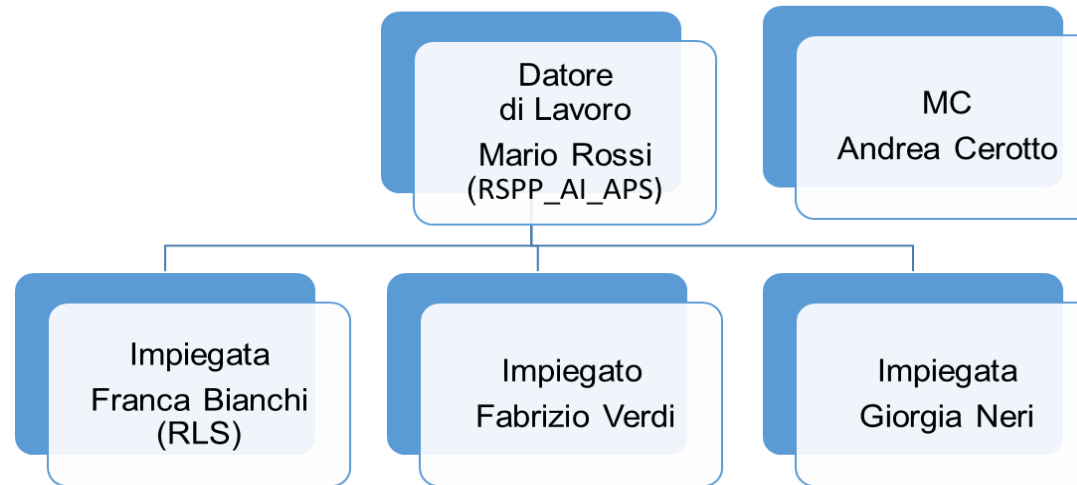 Datore
di Lavoro
Mario Rossi
(RSPP_AI_APS)
MC
Andrea Cerotto
Impiegata
Franca Bianchi
(RLS)
Impiegato
Fabrizio Verdi
Impiegata
Giorgia Neri